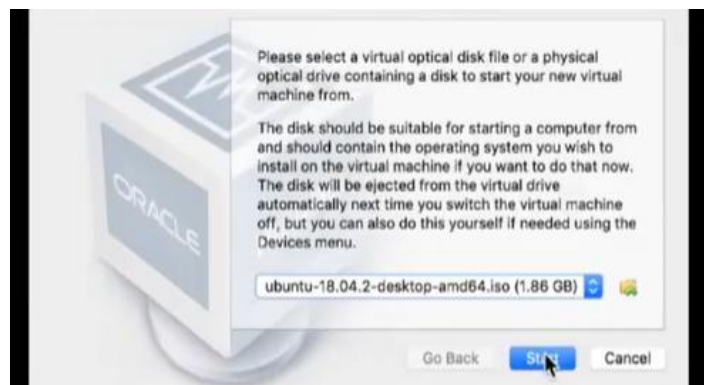 Please select a virtual optical disk file or a physical
optical drive containing a disk to start your new virtual
machine from.
The disk should be suitable for starting a computer from
and should contain the operating system you wish to
install on the virtual machine if you want to do that now.
The disk will be ejected from the virtual drive
automatically next time you switch the virtual machine
off, but you can also do this yourself if needed using the
Devices menu.
ORACLE
ubuntu-18.04.2-desktop-amd64.iso (1.86 GB)
Go Back
Start
Cancel